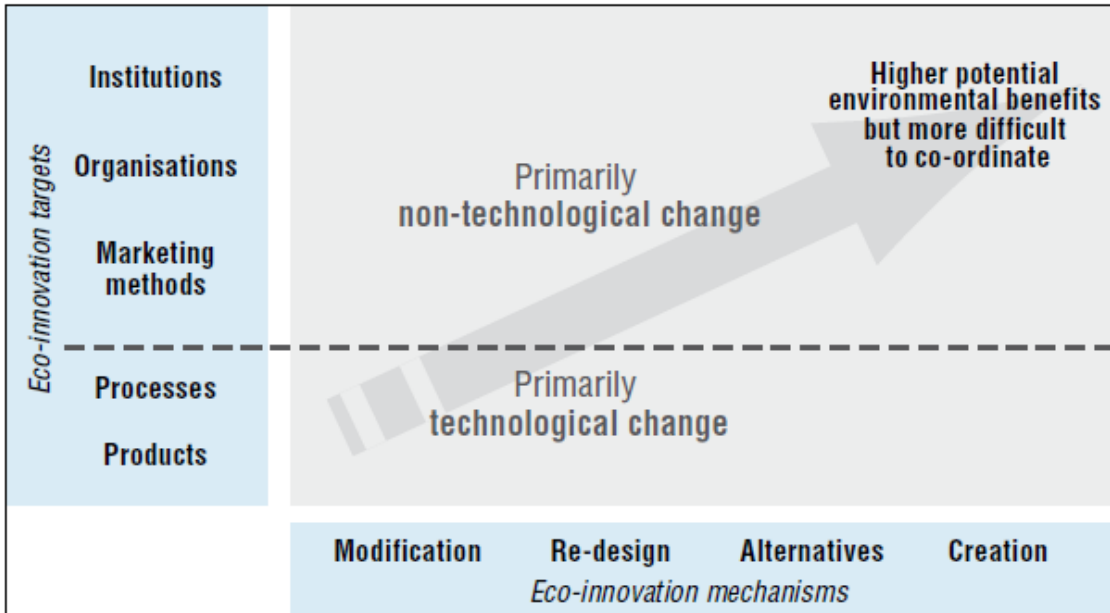 Eco-innovation targets
Institutions
Organisations
Marketing
methods
Processes
Products
Higher potential
environmental benefits
but more difficult
to co-ordinate
Primarily
non-technological change
Primarily
technological change
Modification Re-design Alternatives Creation
Eco-innovation mechanisms